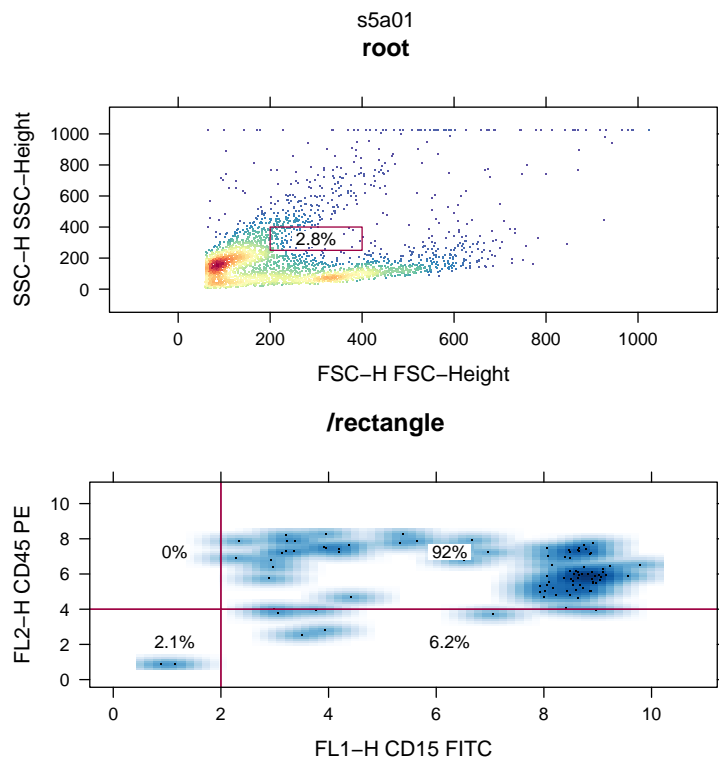 s5a01
root
1000
800
600
400
200
0
SSC−H SSC−Height
2.8%
0 200 400 600 800 1000
FSC−H FSC−Height
/rectangle
10
8
6
4
2
0
FL2−H CD45 PE
0% 92%
2.1% 6.2%
0 2 4 6 8 10
FL1−H CD15 FITC